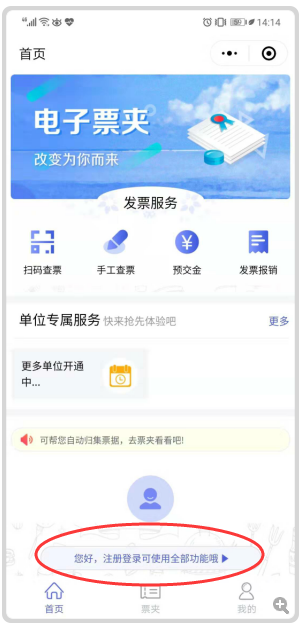 14:14
首页
电子票夹
改变为你而来
发票服务
扫码查票 手工查票 预交金 发票报销
单位专属服务 快来抢先体验吧 更多
更多单位开通
中...
可帮您自动归集票据，去票夹看看吧!
您好，注册登录可使用全部功能哦
首页 票夹 我的